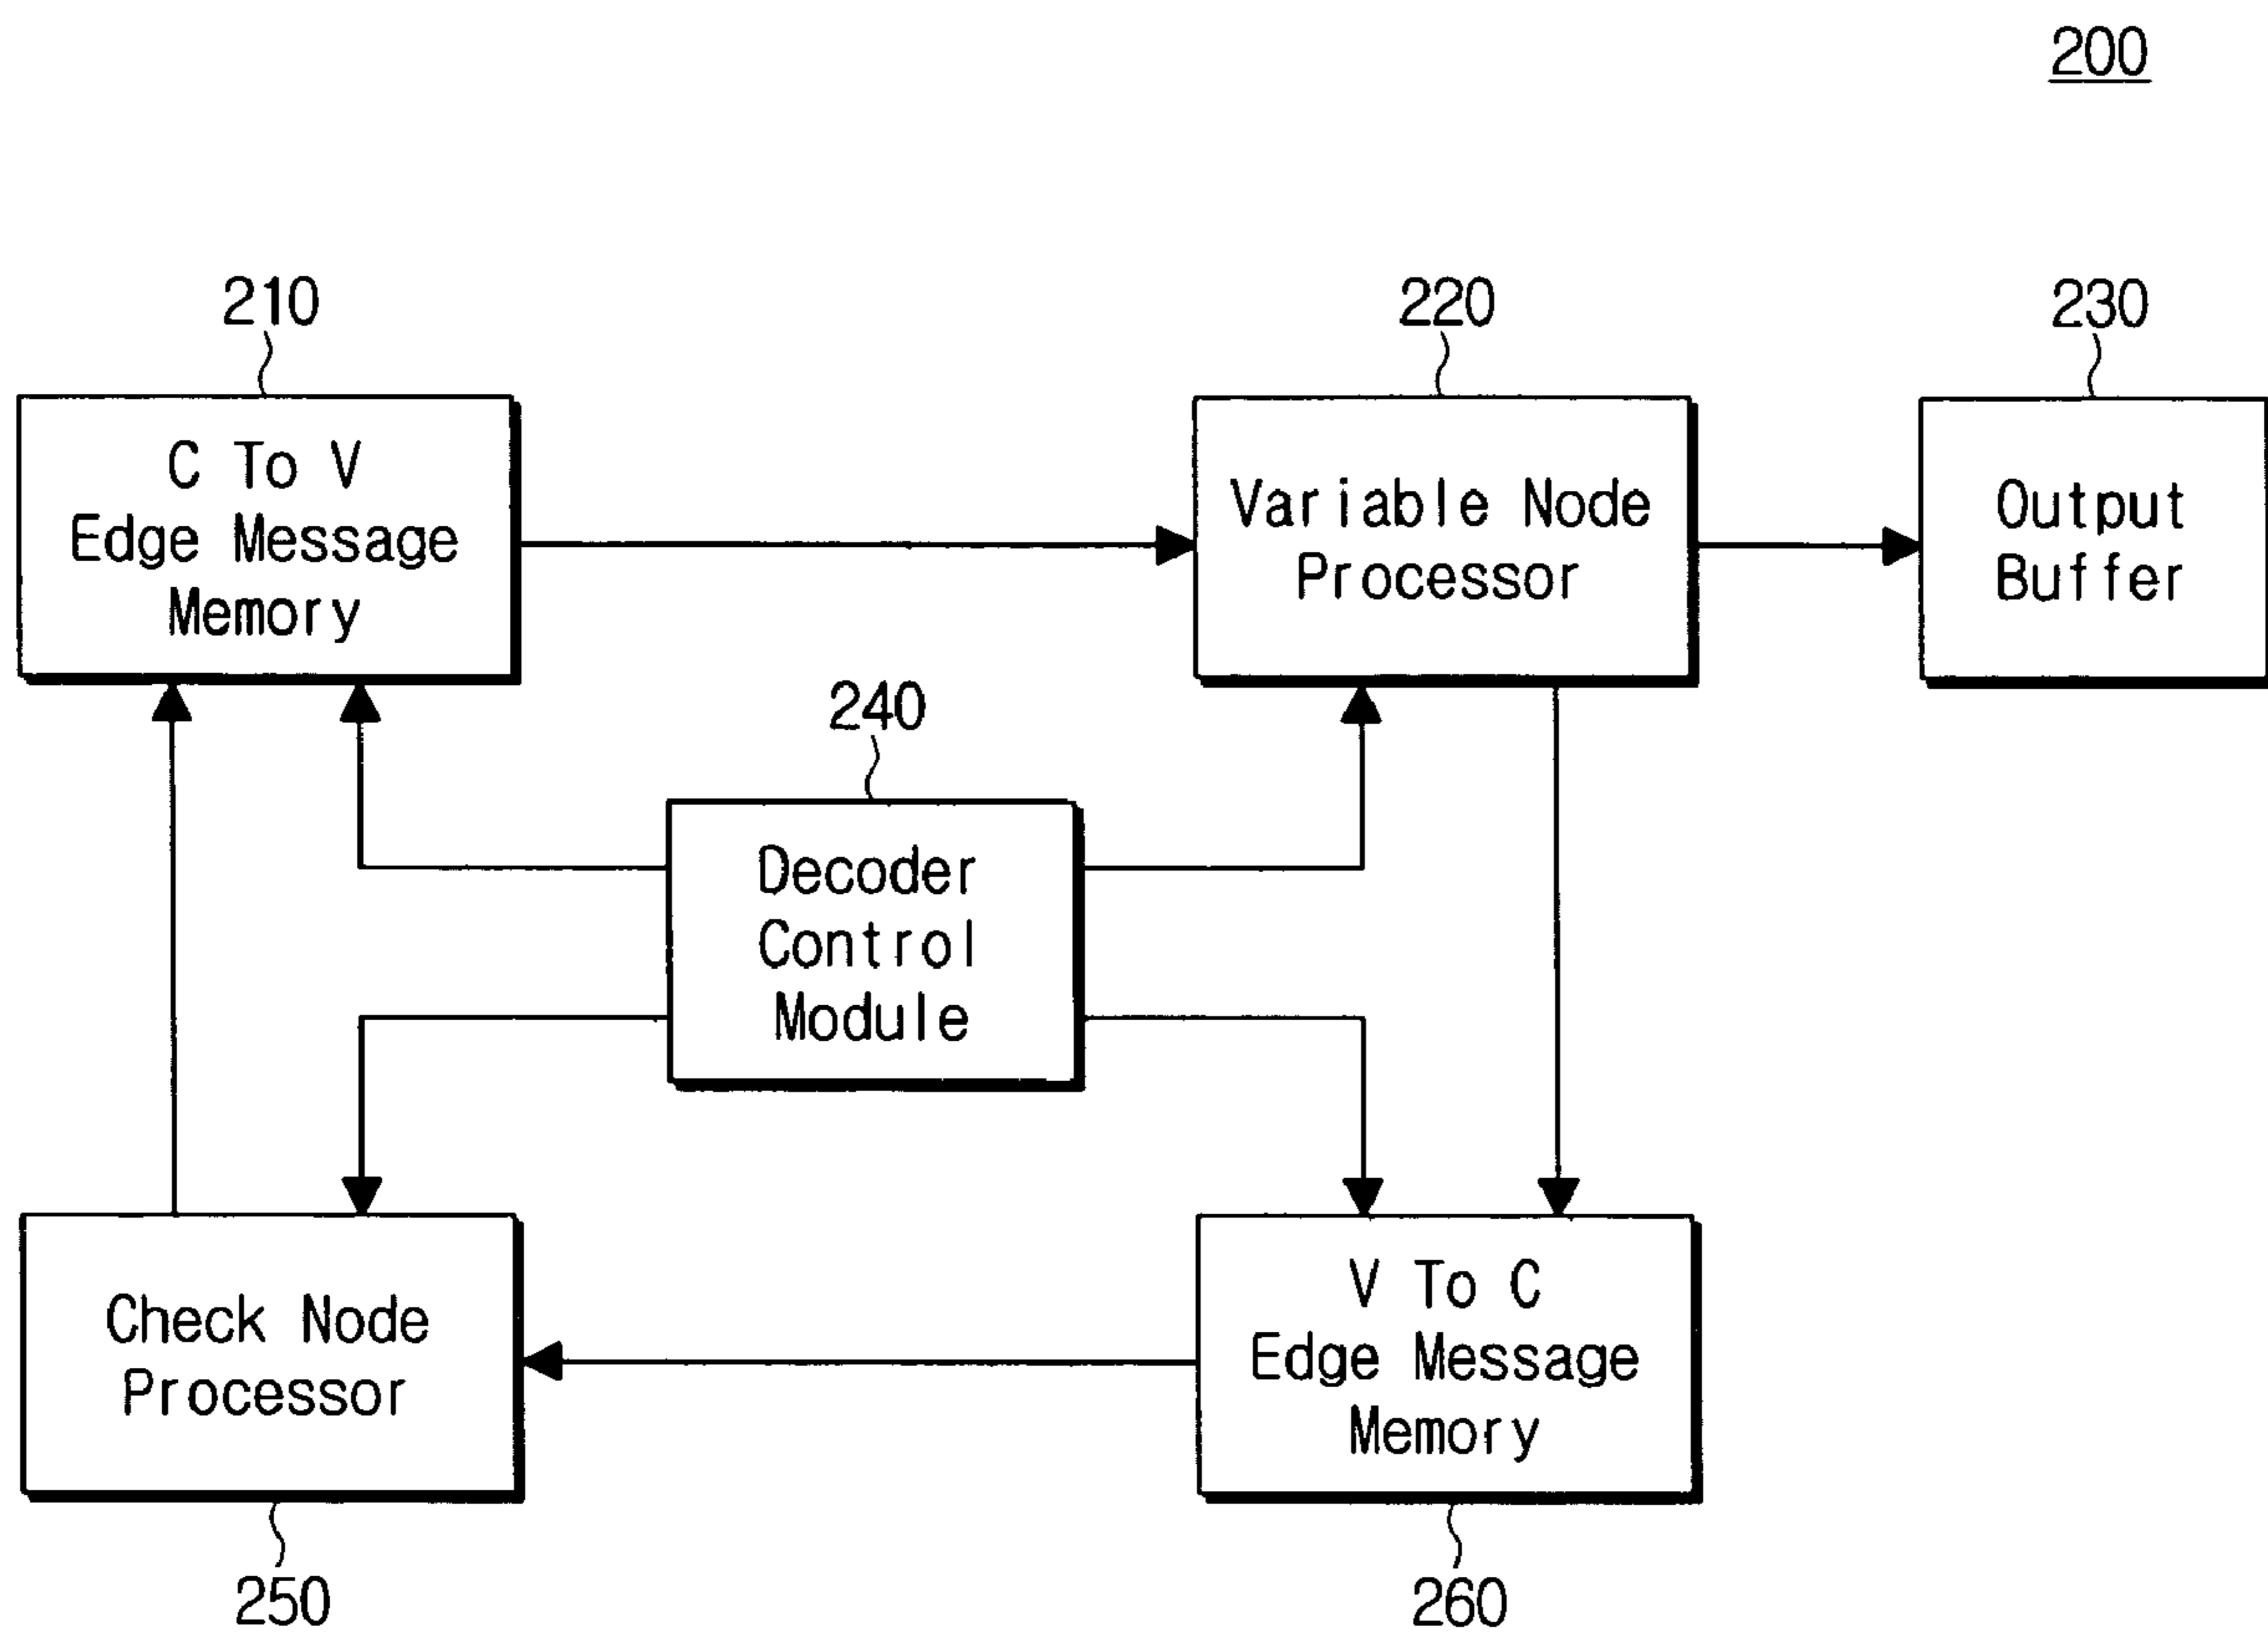 200
210
220
230
C To V
Edge Message
Memory
Variable Node
Processor
Output
Buffer
240
Decoder
Control
Module
Check Node
Processor
V To C
Edge Message
Memory
250
260